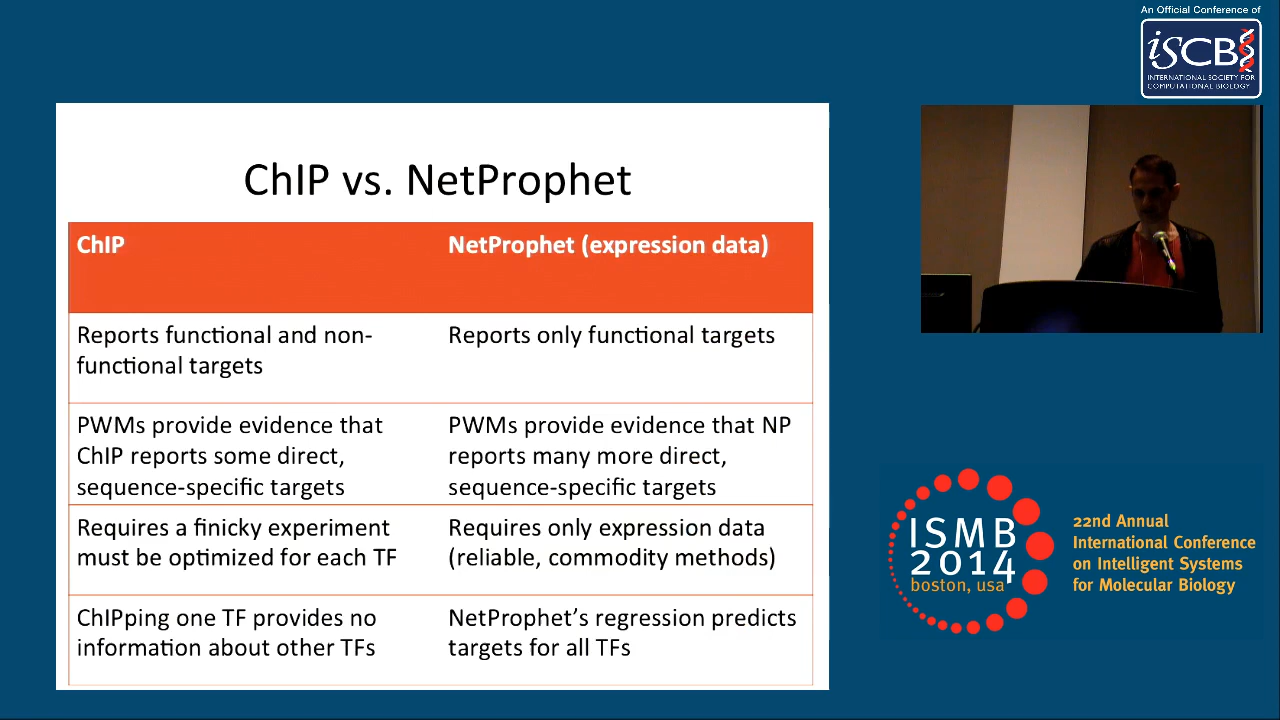 An Official Conference of
iSCB
INTERNATIONAL SOCIETY FOR
COMPUTATIONAL BIOLOGY
ChIP vs. NetProphet
ChIP
NetProphet (expression data)
Reports functional and non-
functional targets
Reports only functional targets
PWMs provide evidence that
ChIP reports some direct,
sequence-specific targets
PWMs provide evidence that NP
reports many more direct,
sequence-specific targets
Requires a finicky experiment
must be optimized for each TF
Requires only expression data
(reliable, commodity methods)
ChIPping one TF provides no
information about other TFs
NetProphet’s regression predicts
targets for all TFs
ISMB
2014
boston, usa
22nd Annual
International Conference
on Intelligent Systems
for Molecular Biology